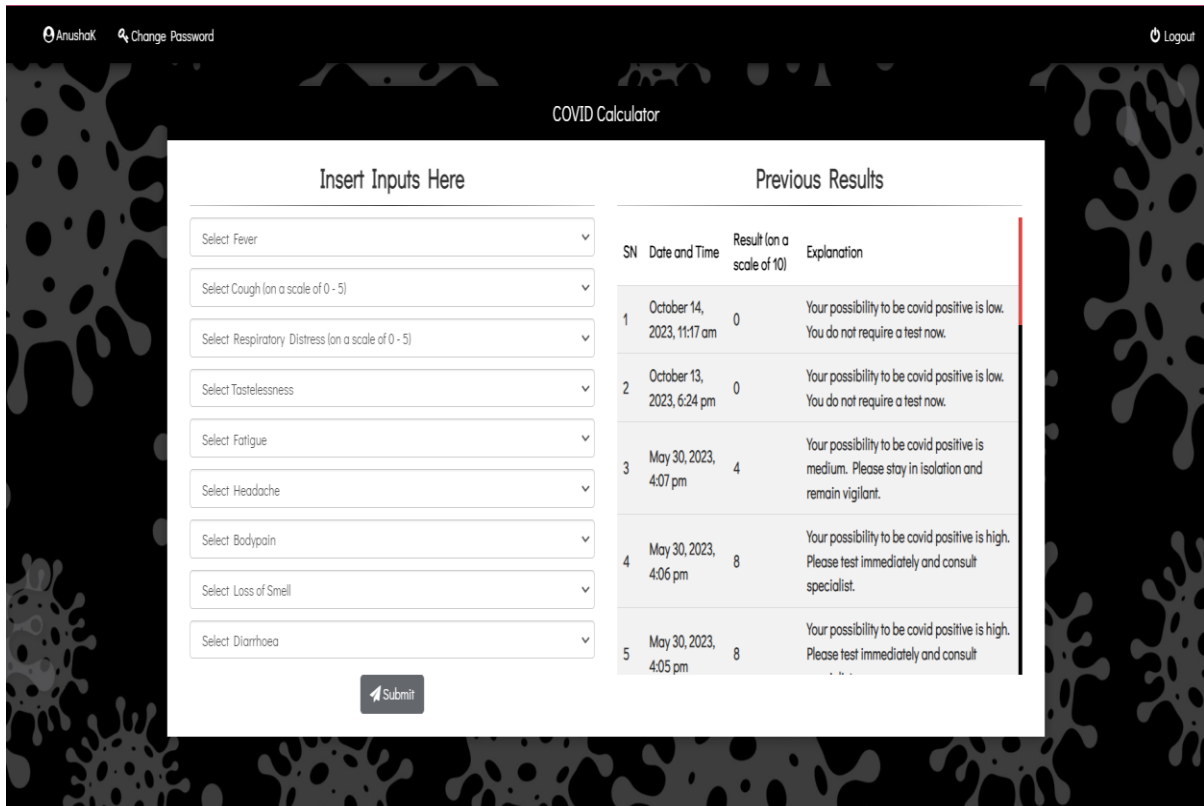 AnushaK Change Password Logout
COVID Calculator
Insert Inputs Here
Select Fever
Select Cough (on a scale of 0 - 5)
Select Respiratory Distress (on a scale of 0 - 5)
Select Tastelessness
Select Fatigue
Select Headache
Select Bodypain
Select Loss of Smell
Select Diarrhoea
Submit
Previous Results
SN Date and Time Result (on a
scale of 10) Explanation
1 October 14,
2023, 11:17 am 0 Your possibility to be covid positive is low.
You do not require a test now.
2 October 13,
2023, 6:24 pm 0 Your possibility to be covid positive is low.
You do not require a test now.
3 May 30, 2023,
4:07 pm 4 Your possibility to be covid positive is
medium. Please stay in isolation and
remain vigilant.
4 May 30, 2023,
4:06 pm 8 Your possibility to be covid positive is high.
Please test immediately and consult
specialist.
5 May 30, 2023,
4:05 pm 8 Your possibility to be covid positive is high.
Please test immediately and consult